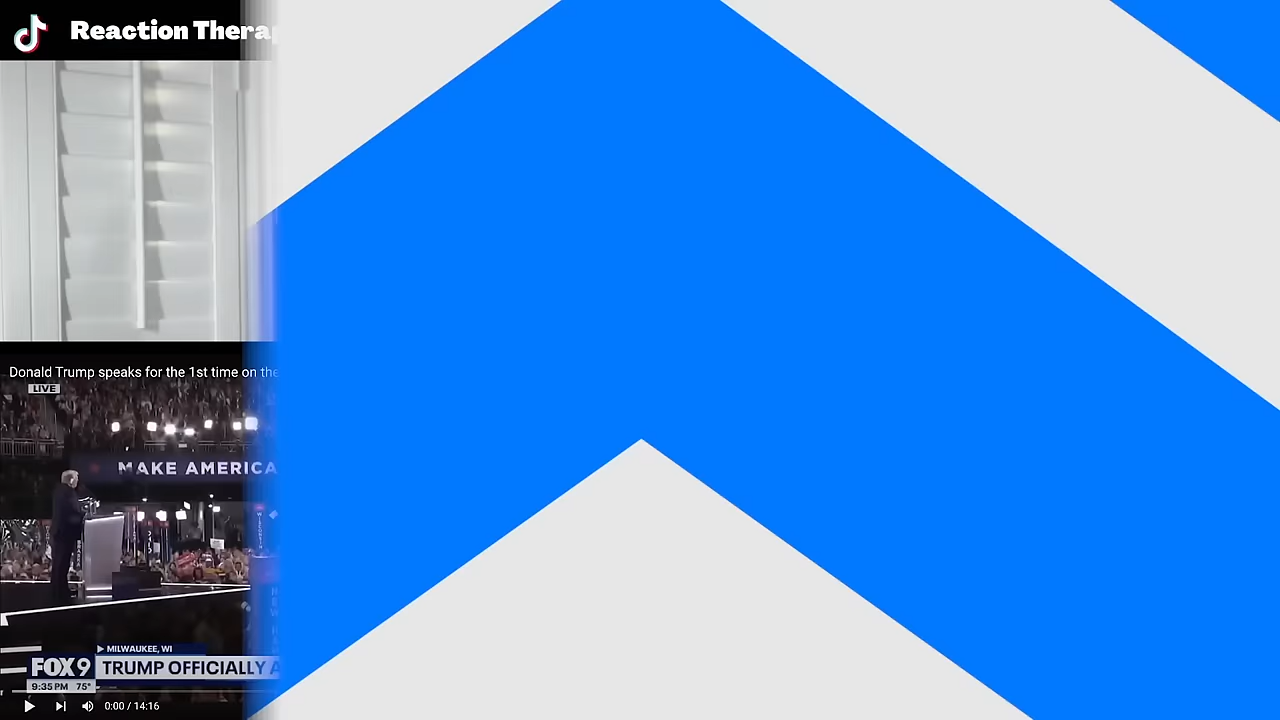 Reaction Thera
Donald Trump speaks for the 1st time on the
LIVE
MAKE AMERICA
MILWAUKEE, WI
FOX 9
TRUMP OFFICIALLY A
9:35 PM 75°
0:00 / 14:16